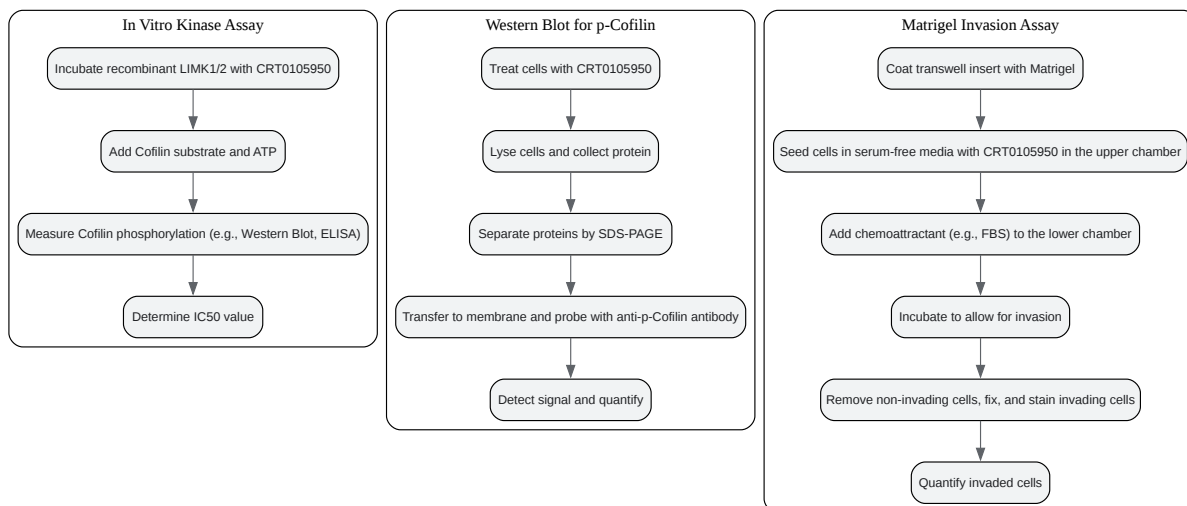 In Vitro Kinase Assay
Incubate recombinant LIMK1/2 with CRT0105950
Add Cofilin substrate and ATP
Measure Cofilin phosphorylation (e.g., Western Blot, ELISA)
Determine IC50 value
Western Blot for p-Cofilin
Treat cells with CRT0105950
Lyse cells and collect protein
Separate proteins by SDS-PAGE
Transfer to membrane and probe with anti-p-Cofilin antibody
Detect signal and quantify
Matrigel Invasion Assay
Coat transwell insert with Matrigel
Seed cells in serum-free media with CRT0105950 in the upper chamber
Add chemoattractant (e.g., FBS) to the lower chamber
Incubate to allow for invasion
Remove non-invading cells, fix, and stain invading cells
Quantify invaded cells